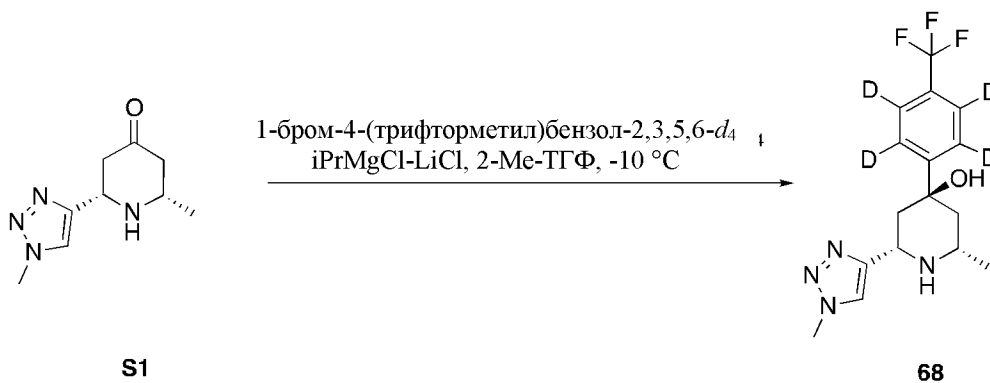 1-бром-4-(трифторметил)бензол-2,3,5,6-d4 4
iPrMgCl-LiCl, 2-Me-ТГФ, -10 °C
O
N
H
N
N
N
S1
F
F
F
D
D
D
D
OH
N
H
N
N
N
68